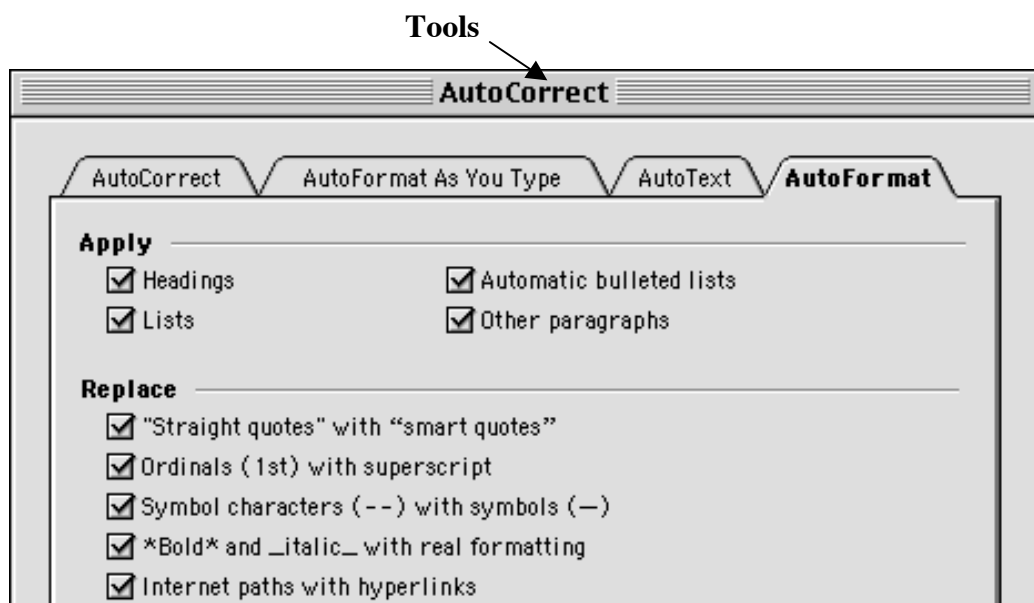 Tools
AutoCorrect
AutoCorrect AutoFormat As You Type AutoText AutoFormat
Apply
Headings Automatic bulleted lists
Lists Other paragraphs
Replace
"Straight quotes" with “smart quotes”
Ordinals (1st) with superscript
Symbol characters (--) with symbols (—)
*Bold* and _italic_ with real formatting
Internet paths with hyperlinks